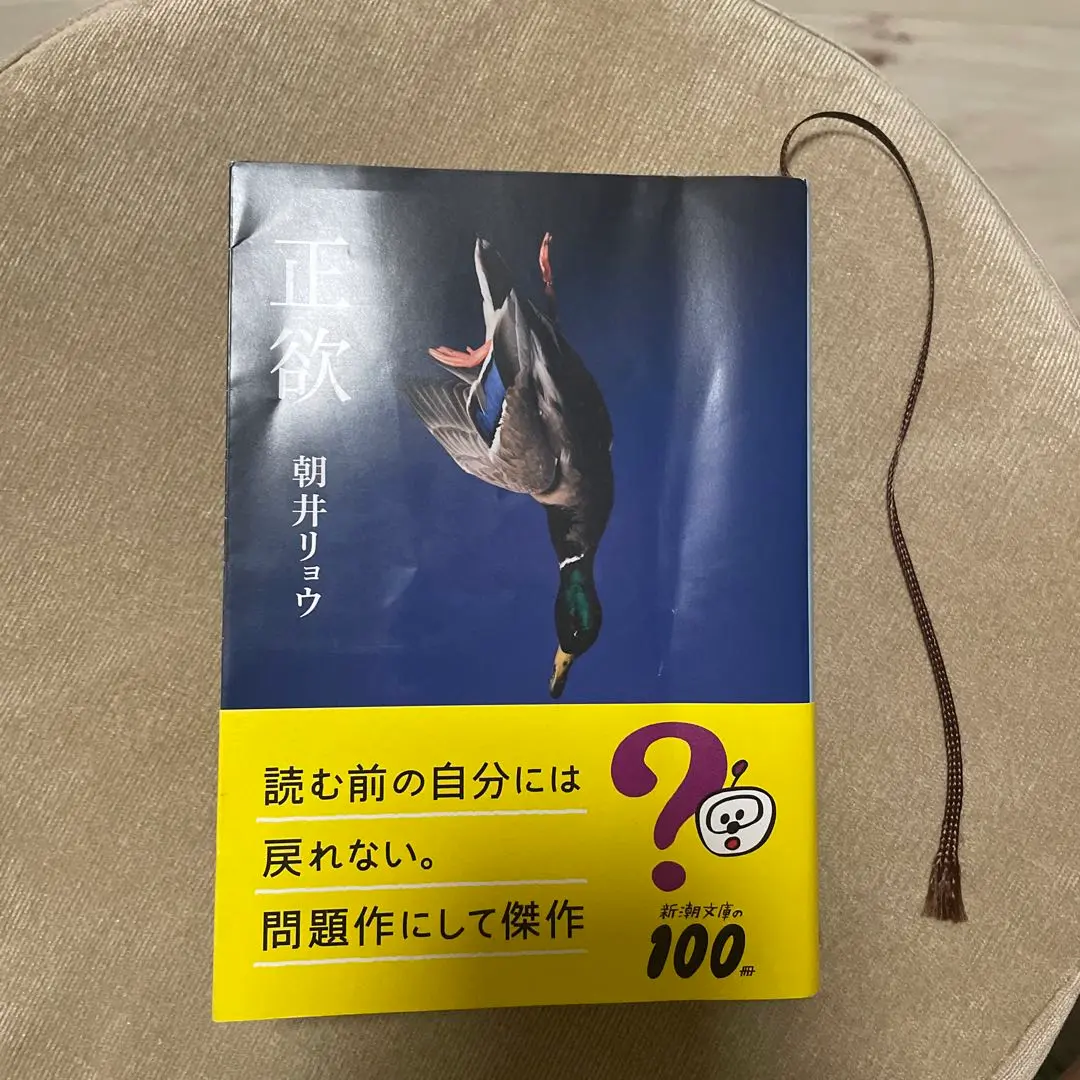 正欲
朝井リョウ
読む前の自分には
戻れない。
問題作にして傑作
?
新潮文庫の
100冊